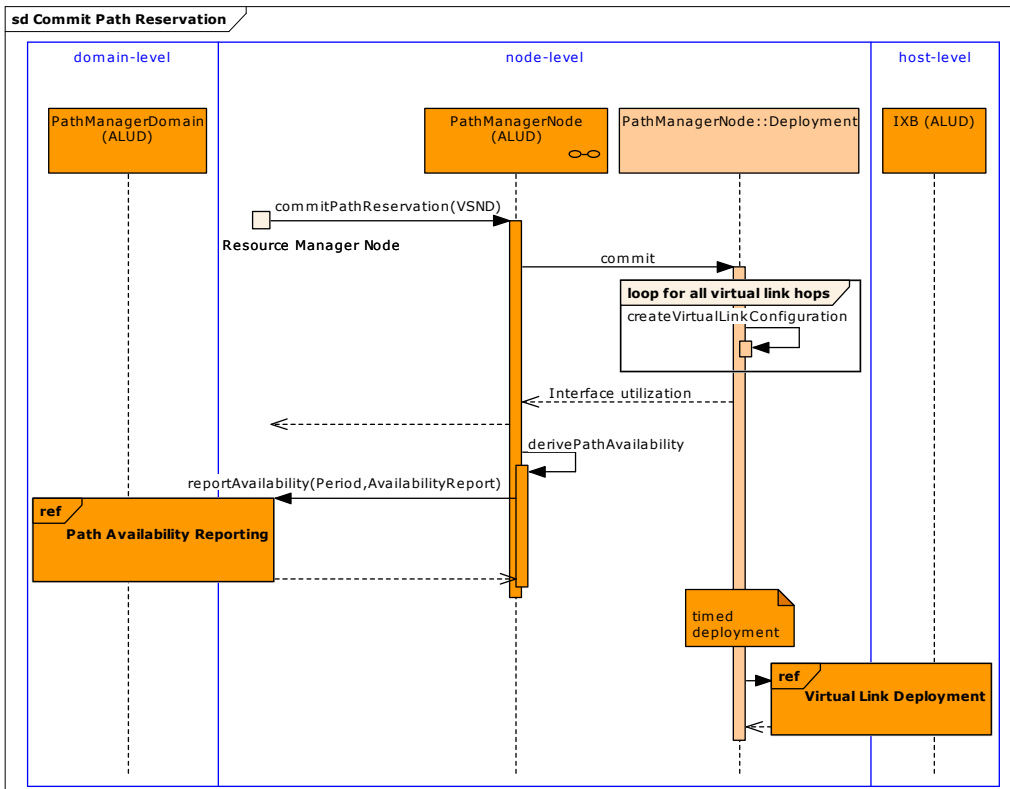 sd Commit Path Reservation
domain-level
node-level
host-level
PathManagerDomain
(ALUD)
PathManagerNode
(ALUD)
PathManagerNode::Deployment
IXB (ALUD)
commitPathReservation(VSND)
Resource Manager Node
commit
loop for all virtual link hops
createVirtualLinkConfiguration
Interface utilization
derivePathAvailability
reportAvailability(Period,AvailabilityReport)
ref
Path Availability Reporting
timed
deployment
ref
Virtual Link Deployment